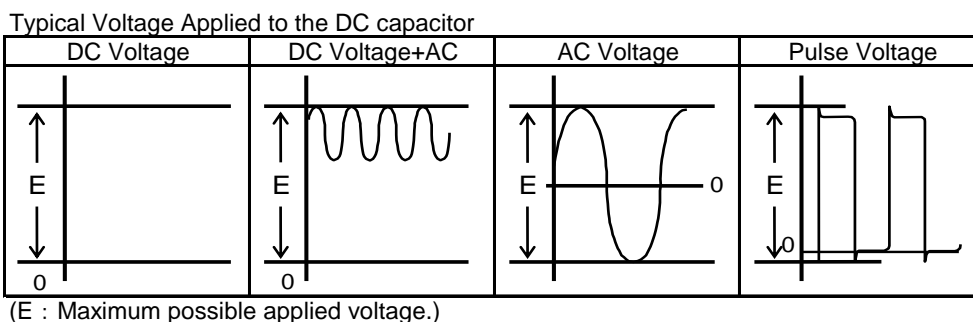 Typical Voltage Applied to the DC capacitor
DC Voltage DC Voltage+AC AC Voltage Pulse Voltage
E E E E
0
0
0 0
(E：Maximum possible applied voltage.)